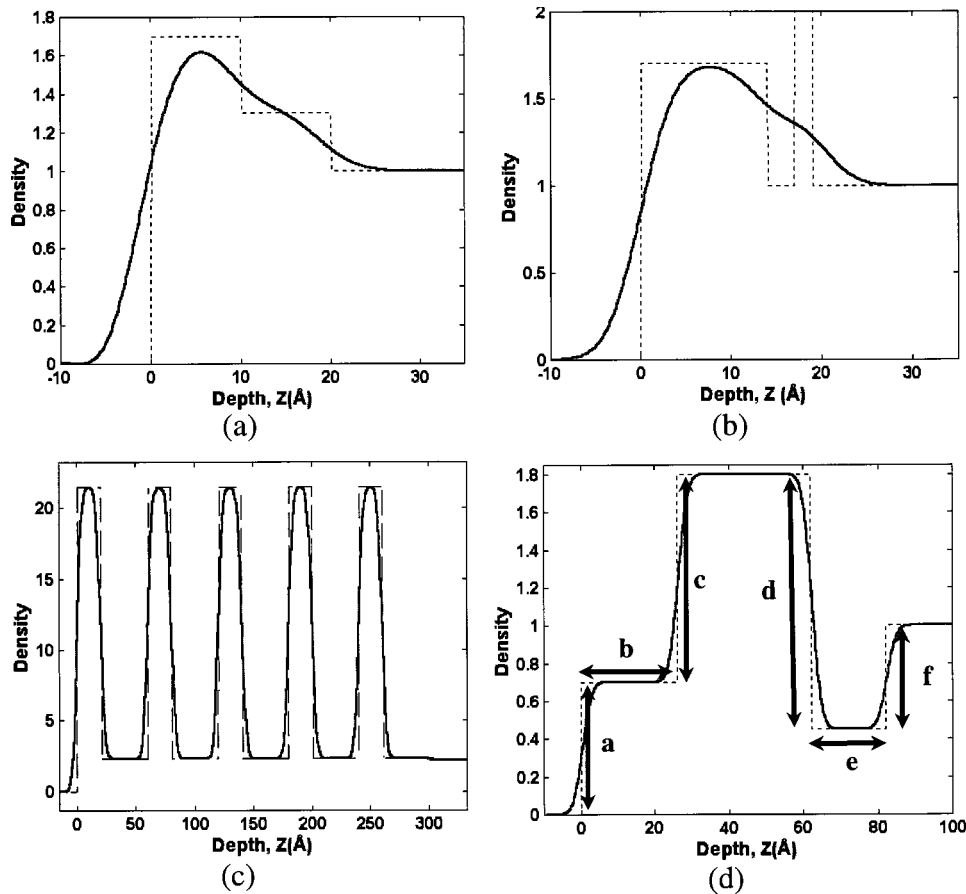 1.8
1.6
1.4
1.2
1
0.8
0.6
0.4
0.2
0
Density
-10 0 10 20 30
Depth, Z(Å)
(a)
2
1.5
1
0.5
0
Density
-10 0 10 20 30
Depth, Z (Å)
(b)
20
15
10
5
0
Density
0 50 100 150 200 250 300
Depth, Z(Å)
(c)
1.8
1.6
1.4
1.2
1
0.8
0.6
0.4
0.2
0
Density
a
b
c
d
e
f
0 20 40 60 80 100
Depth, Z(Å)
(d)